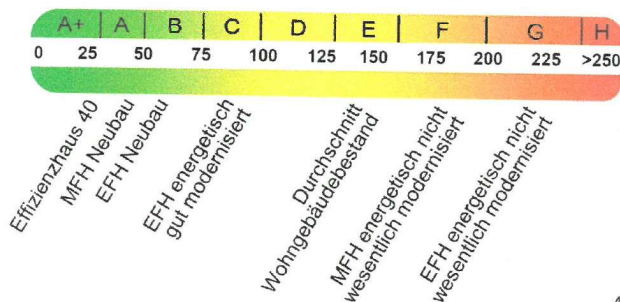 A+ A B C D E F G H
0 25 50 75 100 125 150 175 200 225 >250
Effizienzhaus 40
MFH Neubau
EFH Neubau
EFH energetisch
gut modernisiert
Durchschnitt
Wohngebäudebestand
MFH energetisch nicht
wesentlich modernisiert
EFH energetisch nicht
wesentlich modernisiert